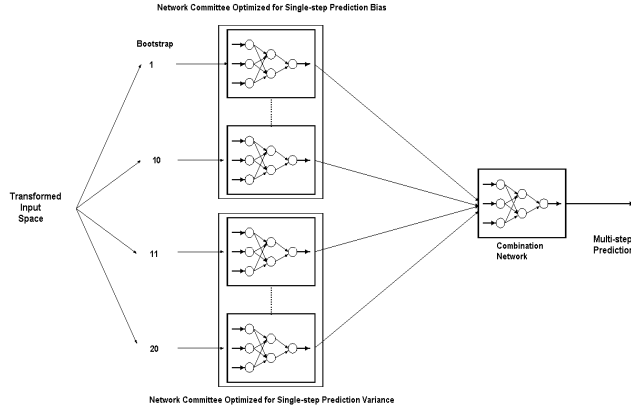 Network Committee Optimized for Single-step Prediction Bias
Bootstrap
1
10
Transformed
Input
Space
11
20
Combination
Network
Multi-step
Prediction
Network Committee Optimized for Single-step Prediction Variance